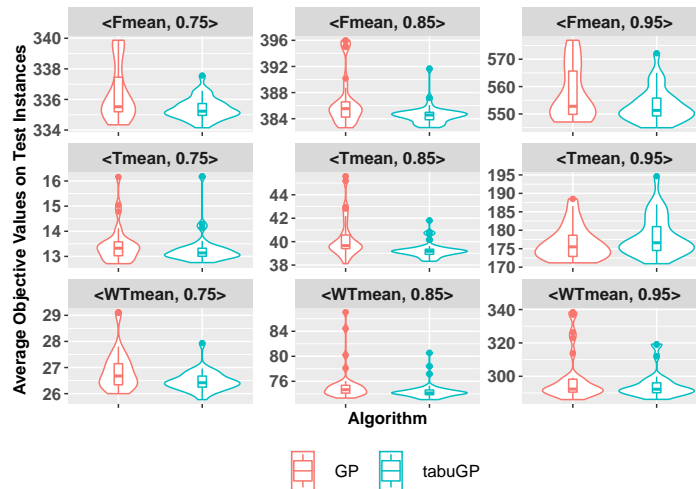 <Fmean, 0.75>
<Fmean, 0.85>
<Fmean, 0.95>
340
338
336
334
396
392
388
384
570
560
550
<Tmean, 0.75>
<Tmean, 0.85>
<Tmean, 0.95>
16
15
14
13
44
42
40
38
195
190
185
180
175
170
<WTmean, 0.75>
<WTmean, 0.85>
<WTmean, 0.95>
29
28
27
26
84
80
76
340
330
320
310
300
Average Objective Values on Test Instances
Algorithm
GP
tabuGP